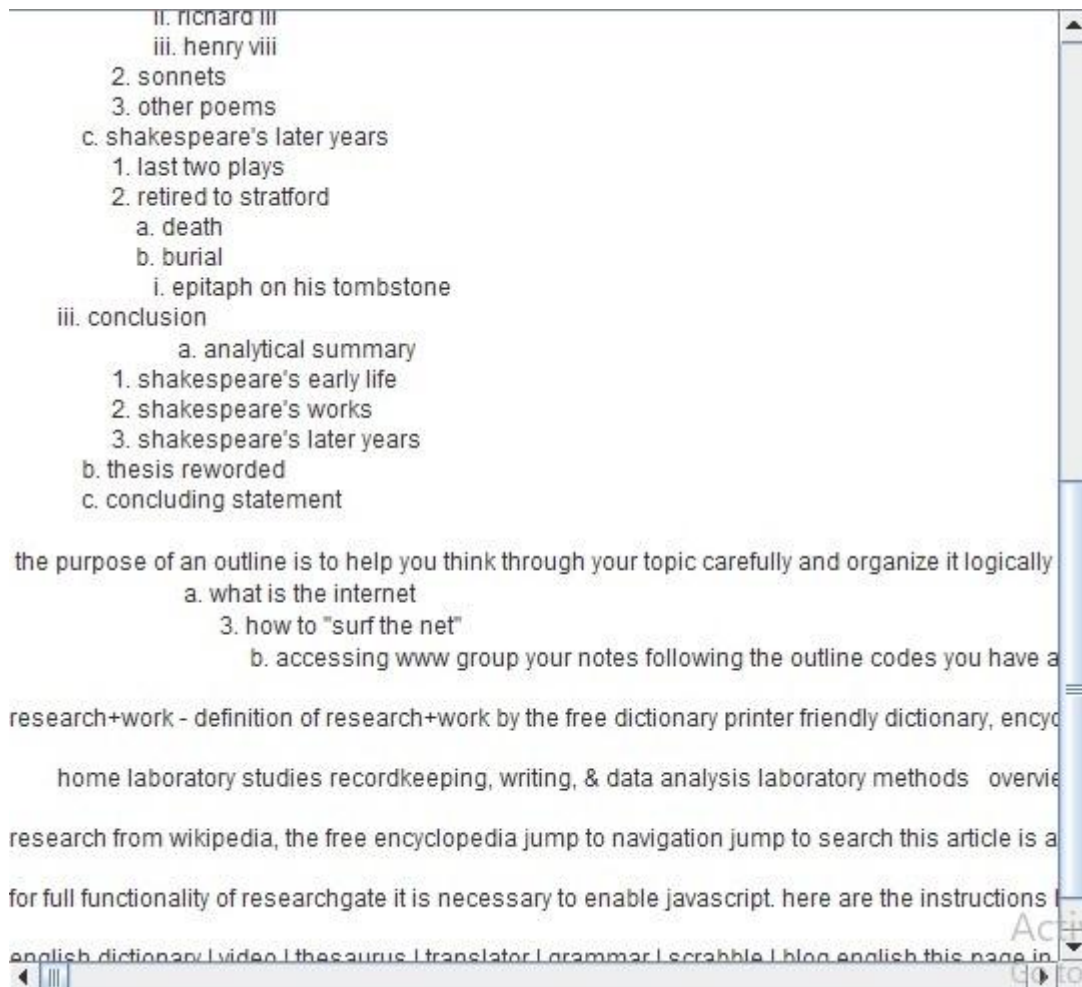 ii. richard iii
iii. henry viii
2. sonnets
3. other poems
c. shakespeare's later years
1. last two plays
2. retired to stratford
a. death
b. burial
i. epitaph on his tombstone
iii. conclusion
a. analytical summary
1. shakespeare's early life
2. shakespeare's works
3. shakespeare's later years
b. thesis reworded
c. concluding statement
the purpose of an outline is to help you think through your topic carefully and organize it logically
a. what is the internet
3. how to "surf the net"
b. accessing www group your notes following the outline codes you have a
research+work - definition of research+work by the free dictionary printer friendly dictionary, encyc
home laboratory studies recordkeeping, writing, & data analysis laboratory methods overvie
research from wikipedia, the free encyclopedia jump to navigation jump to search this article is a
for full functionality of researchgate it is necessary to enable javascript. here are the instructions
english dictionary | video | thesaurus | translator | grammar | scrabble | blog english this page in